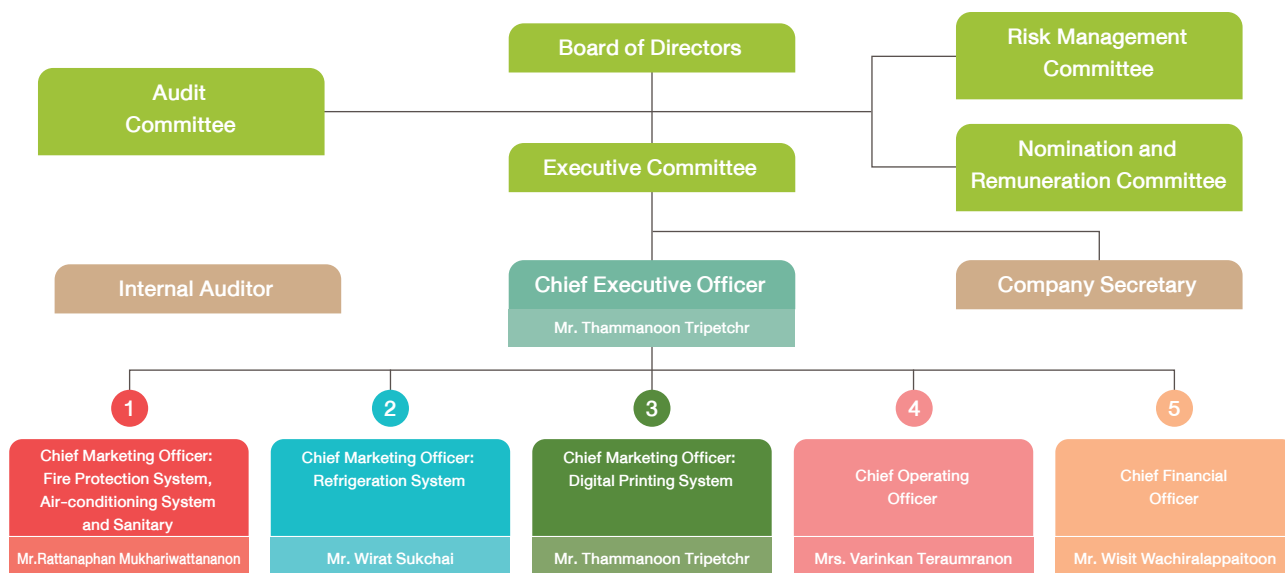 Board of Directors
Risk Management
Committee
Audit
Committee
Executive Committee
Nomination and
Remuneration Committee
Internal Auditor
Chief Executive Officer
Mr. Thammanoon Tripetchr
Company Secretary
1
Chief Marketing Officer:
Fire Protection System,
Air-conditioning System
and Sanitary
Mr.Rattanaphan Mukhariwattananon
2
Chief Marketing Officer:
Refrigeration System
Mr. Wirat Sukchai
3
Chief Marketing Officer:
Digital Printing System
Mr. Thammanoon Tripetchr
4
Chief Operating
Officer
Mrs. Varinkan Teraumranon
5
Chief Financial
Officer
Mr. Wisit Wachiralappaitoon